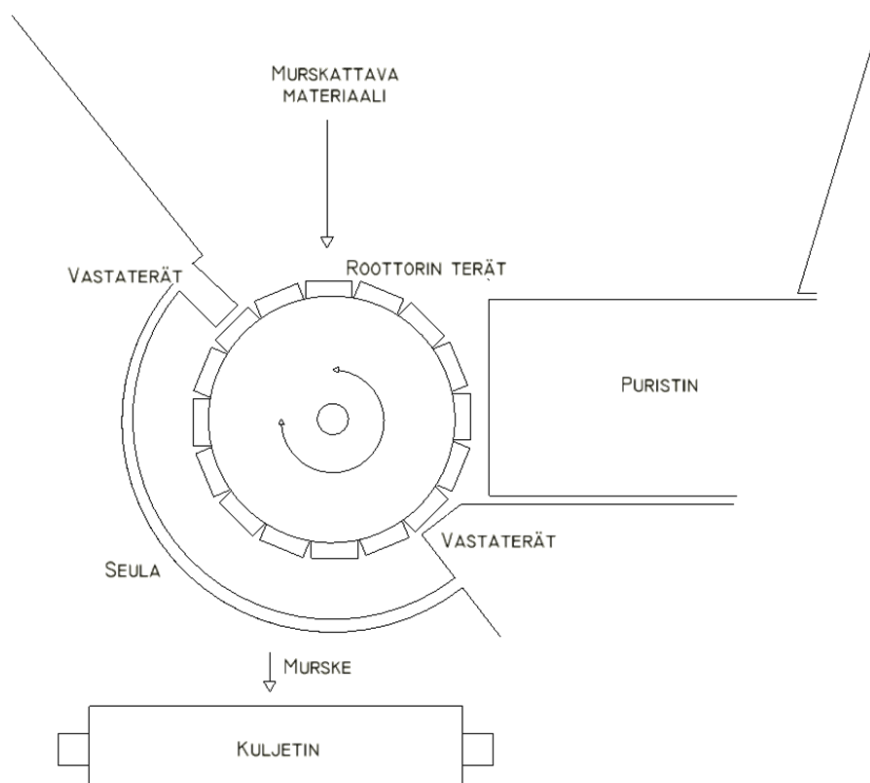 MURSKATTAVA
MATERIAALI
VASTATERÄT
ROOTTORIN TERÄT
PURISTIN
VASTATERÄT
SEULA
MURSKE
KULJETIN